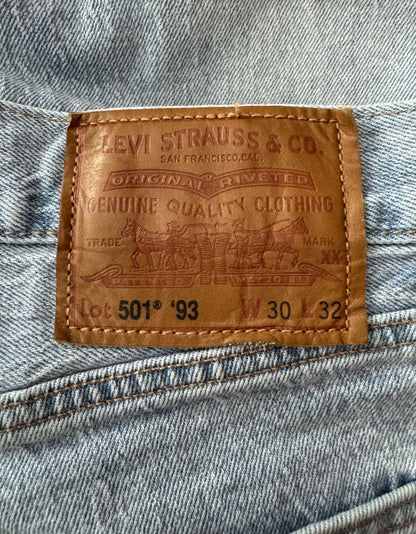 LEVI STRAUSS & CO.
SAN FRANCISCO, CAL.
ORIGINAL RIVETED
GENUINE QUALITY CLOTHING
TRADE MARK
XX
Lot 501® '93 W 30 L 32